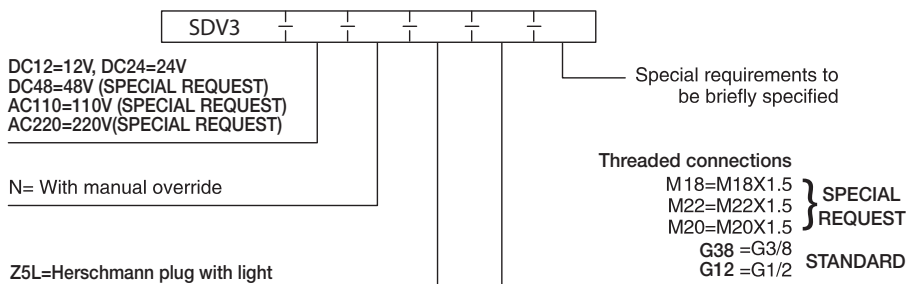 SDV3
DC12=12V, DC24=24V
DC48=48V (SPECIAL REQUEST)
AC110=110V (SPECIAL REQUEST)
AC220=220V(SPECIAL REQUEST)
Special requirements to
be briefly specified
N= With manual override
Threaded connections
M18=M18X1.5
M22=M22X1.5
M20=M20X1.5
SPECIAL
REQUEST
G38 =G3/8
G12 =G1/2
STANDARD
Z5L=Herschmann plug with light